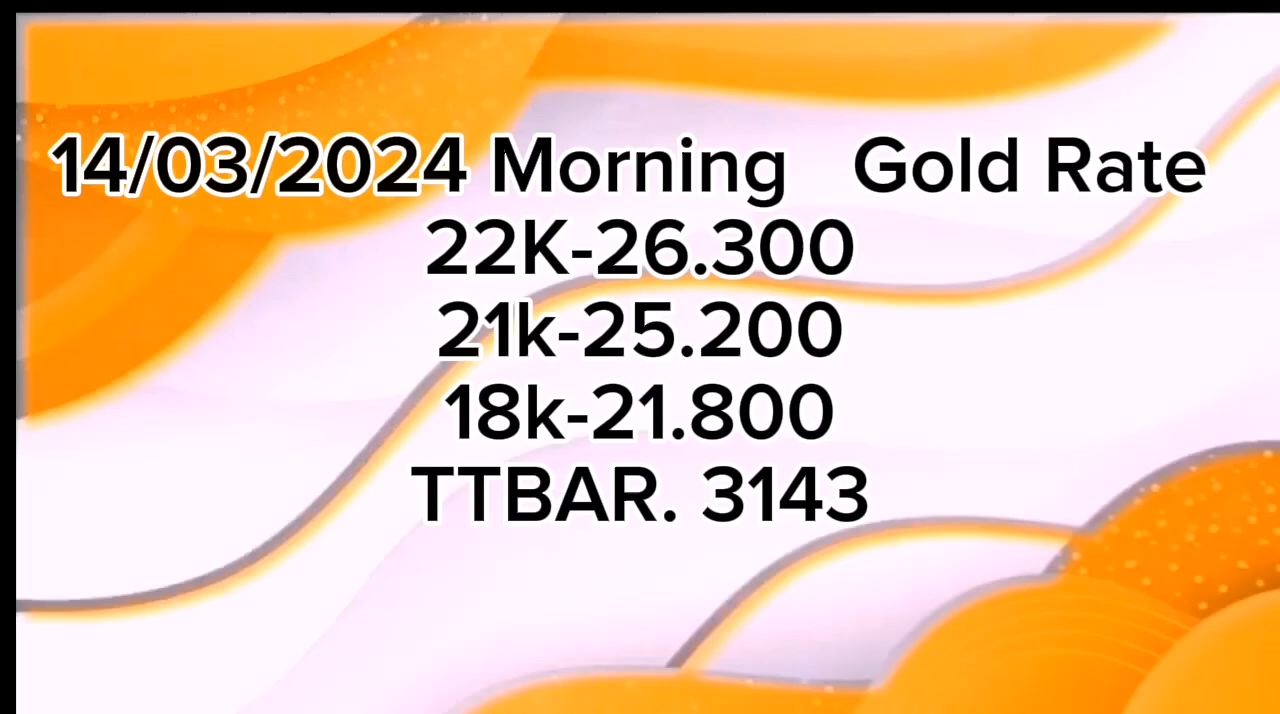 14/03/2024 Morning Gold Rate
22K-26.300
21k-25.200
18k-21.800
TTBAR. 3143